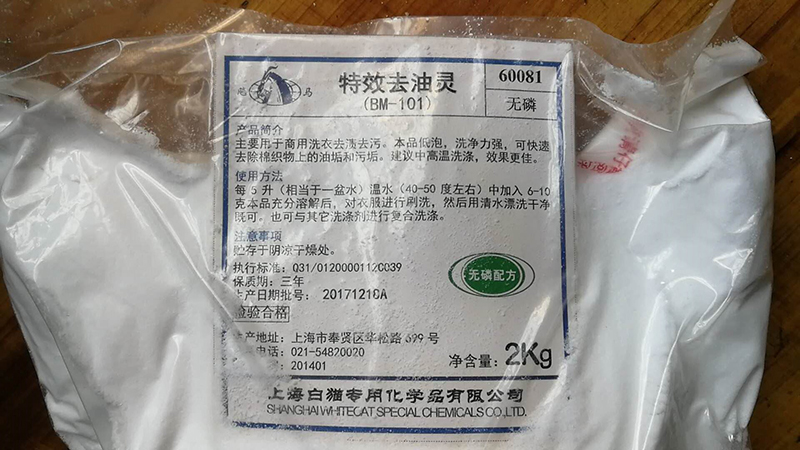 特效去油灵
(BM-101)
60081
无磷
马
产品简介
主要用于商用洗衣去渍去污。本品低泡，洗净力强，可快速
去除棉织物上的油垢和污垢。建议中高温洗涤，效果更佳。
使用方法
每5升（相当于一盆水）温水（40-50度左右）中加入6-10
克本品充分溶解后，对衣服进行刷洗，然后用清水漂洗干净
既可。也可与其它洗涤剂进行复合洗涤。
注意事项
贮存于阴凉干燥处。
执行标准：Q31/0120000112C039
保质期：三年
生产日期批号：20171218A
检验合格
无磷配方
生产地址：上海市奉贤区华松路699号
电话：021-54820020
201401
净含量：2Kg
上海白猫专用化学品有限公司
SHANGHAI WHITECAT SPECIAL CHEMICALS CO.,LTD.